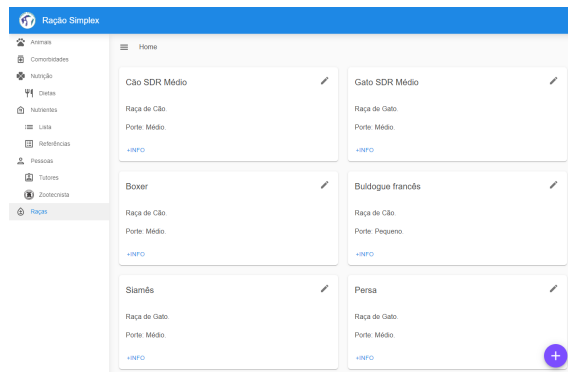 Ração Simplex
Animais
Comorbidades
Nutrição
Dietas
Nutrientes
Lista
Referências
Pessoas
Tutores
Zootecnista
Raças
Home
Cão SDR Médio
Raça de Cão.
Porte: Médio.
+INFO
Gato SDR Médio
Raça de Gato.
Porte: Médio.
+INFO
Boxer
Raça de Cão.
Porte: Médio.
+INFO
Buldogue francês
Raça de Cão.
Porte: Pequeno.
+INFO
Siamês
Raça de Gato.
Porte: Médio.
+INFO
Persa
Raça de Gato.
Porte: Médio.
+INFO